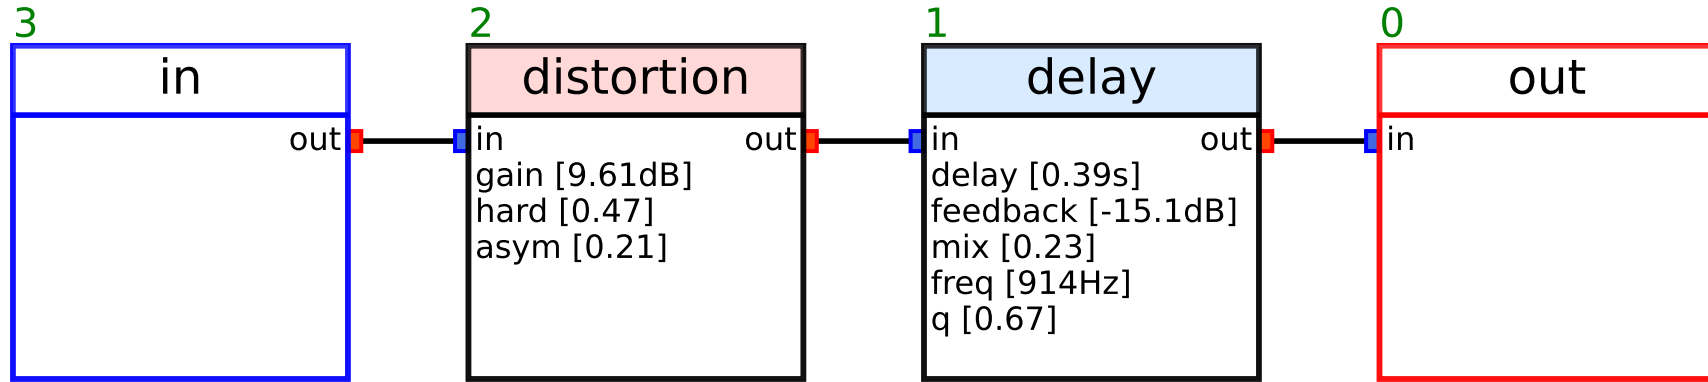 3
in
out
2
distortion
in out
gain [9.61dB]
hard [0.47]
asym [0.21]
1
delay
in out
delay [0.39s]
feedback [-15.1dB]
mix [0.23]
freq [914Hz]
q [0.67]
0
out
in